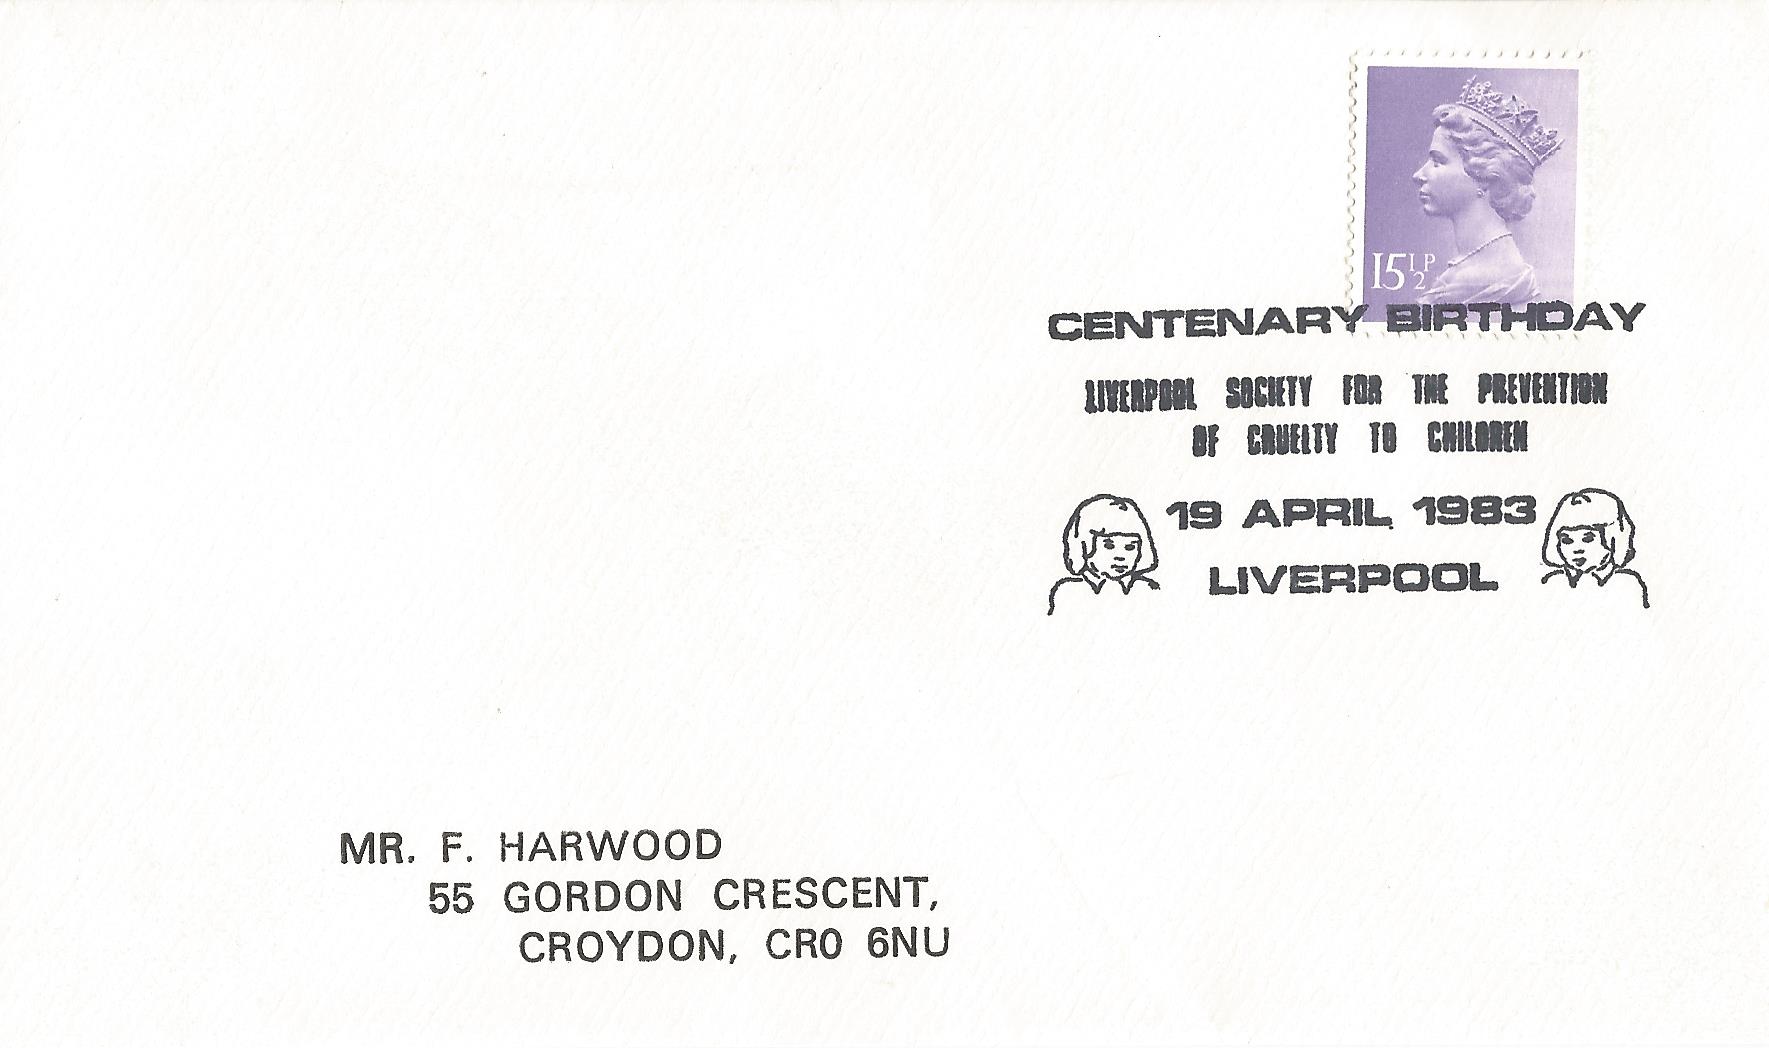 15½P
CENTENARY BIRTHDAY
LIVERPOOL SOCIETY FOR THE PREVENTION
OF CRUELTY TO CHILDREN
19 APRIL 1983
LIVERPOOL
MR. F. HARWOOD
55 GORDON CRESCENT,
CROYDON, CR0 6NU